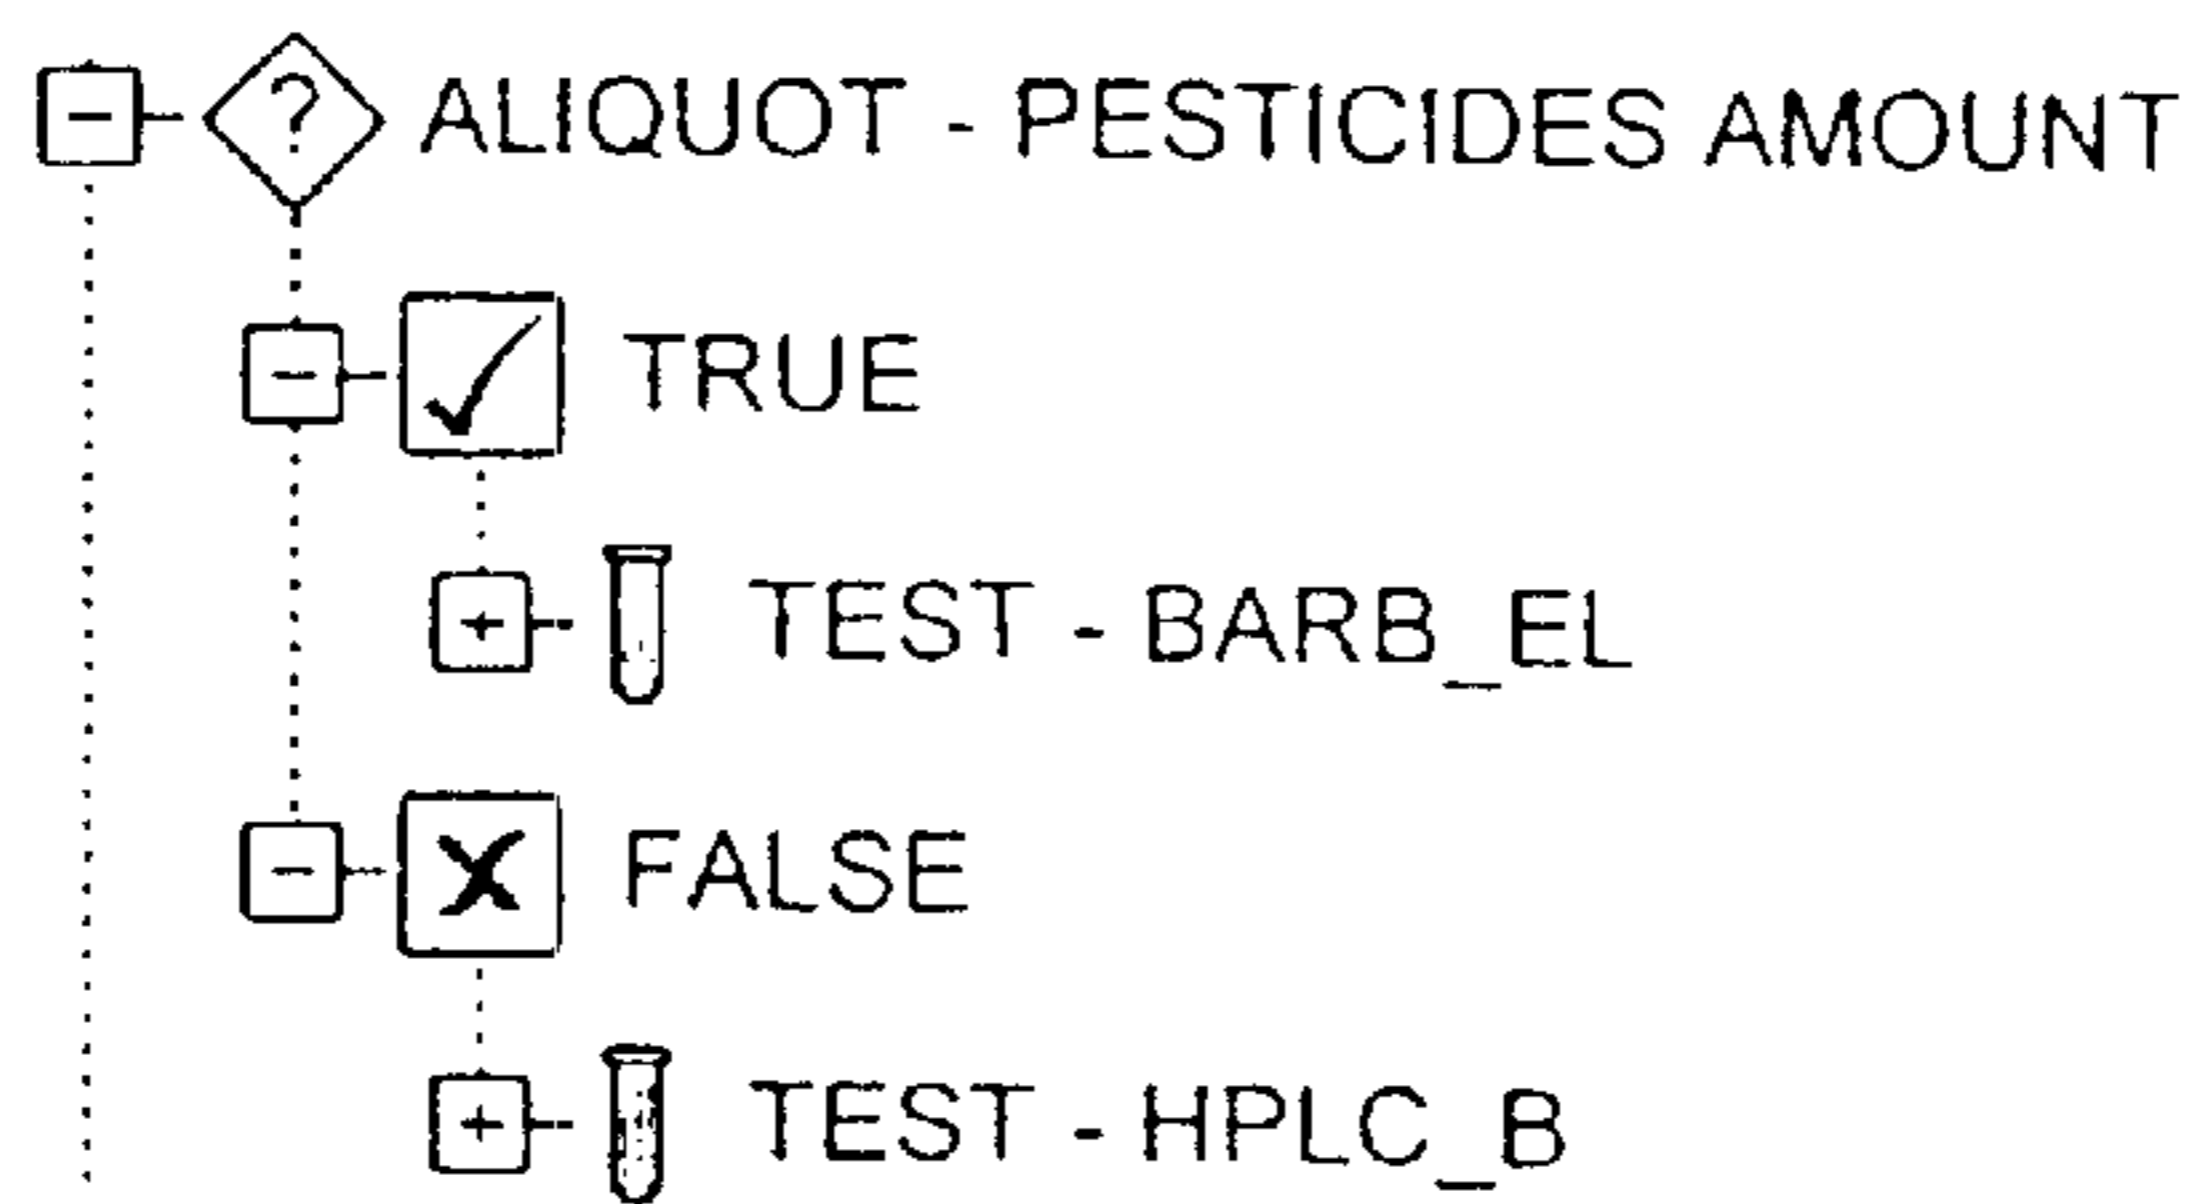 ? ALIQUOT - PESTICIDES AMOUNT
TRUE
TEST - BARB_EL
FALSE
TEST - HPLC_B